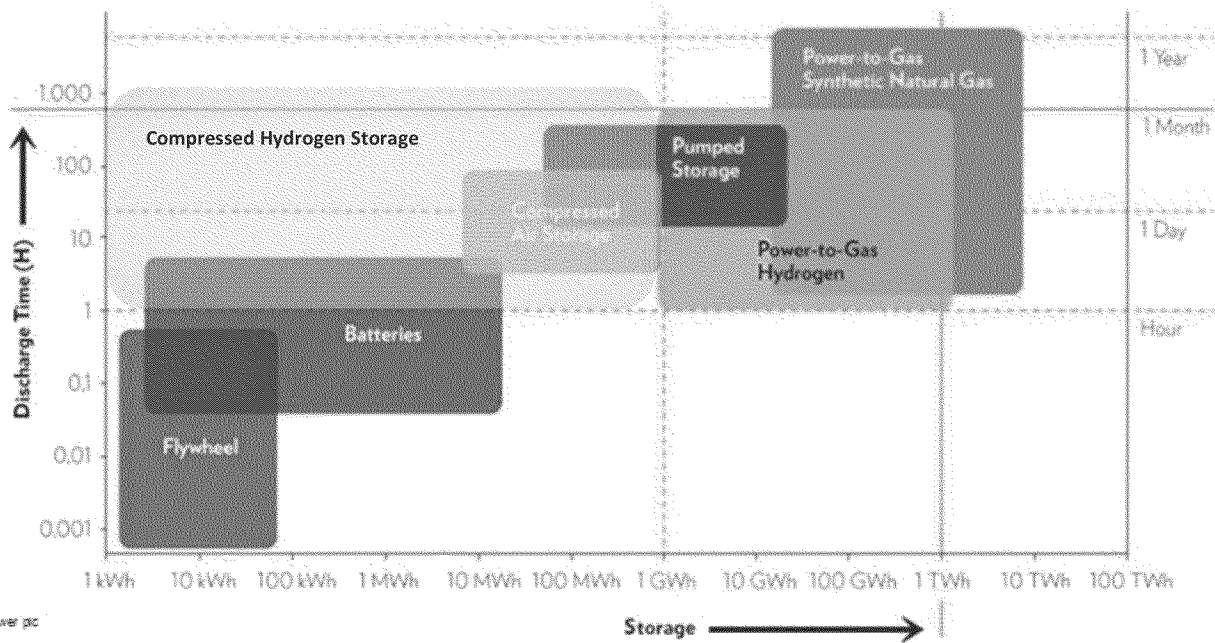 Power-to-Gas
Synthetic Natural Gas
1 Year
1.000
1 Month
Compressed Hydrogen Storage
Pumped
Storage
100
Compressed
Air Storage
1 Day
10
Power-to-Gas
Hydrogen
Discharge Time (H)
1
Hour
Batteries
0.1
Flywheel
0.01
0.001
1 kWh 10 kWh 100 kWh 1 MWh 10 MWh 100 MWh 1 GWh 10 GWh 100 GWh 1 TWh 10 TWh 100 TWh
Storage